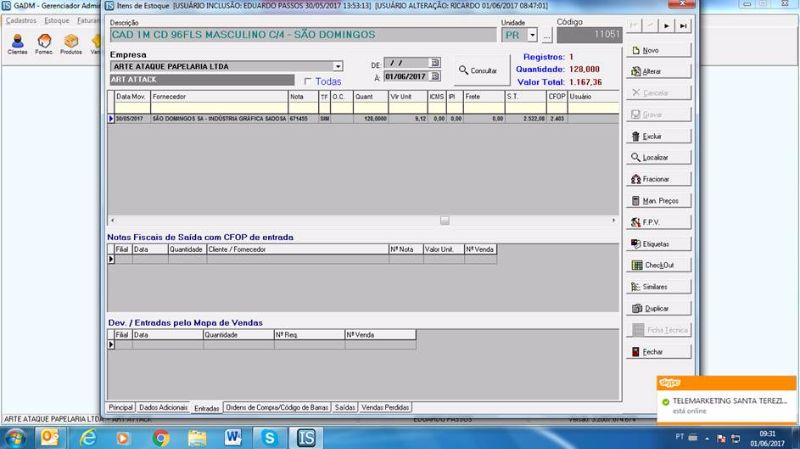 GADM - Gerenciador Admi
Itens de Estoque [USUÁRIO INCLUSÃO: EDUARDO PASSOS 30/05/2017 13:53:13] [USUÁRIO ALTERAÇÃO: RICARDO 01/06/2017 08:47:01]
Cadastros Estoque Faturame
Clientes Fornec. Produtos Ven
Descrição Unidade Código
CAD 1M CD 96FLS MASCULINO C/4 - SÃO DOMINGOS PR ... 11051
Empresa
ARTE ATAQUE PAPELARIA LTDA
ART ATTACK Todas
DE: / /
À: 01/06/2017
Consultar
Registros: 1
Quantidade: 128,000
Valor Total: 1.167,36
Data Mov. Fornecedor Nota TF O.C. Quant Vlr Unit ICMS IPI Frete S.T. CFOP Usuário
30/05/2017 SÃO DOMINGOS SA - INDÚSTRIA GRÁFICA SADOSA 671455 SIM 128,0000 9,12 0,00 0,00 0,00 2.522,08 2.403
Notas Fiscais de Saída com CFOP de entrada
Filial Data Quantidade Cliente / Fornecedor Nº Nota Valor Unit. Nº Venda
Dev. / Entradas pelo Mapa de Vendas
Filial Data Quantidade Nº Req. Nº Venda
Principal Dados Adicionais Entradas Ordens de Compra/Código de Barras Saídas Vendas Perdidas
Novo
Alterar
Cancelar
Gravar
Excluir
Localizar
Fracionar
Man. Preços
F.P.V.
Etiquetas
CheckOut
Similares
Duplicar
Ficha Técnica
Fechar
skype
TELEMARKETING SANTA TEREZI...
está online
ARTE ATAQUE PAPELARIA LTDA - ART ATTACK EDUARDO PASSOS
PT
09:31
01/06/2017